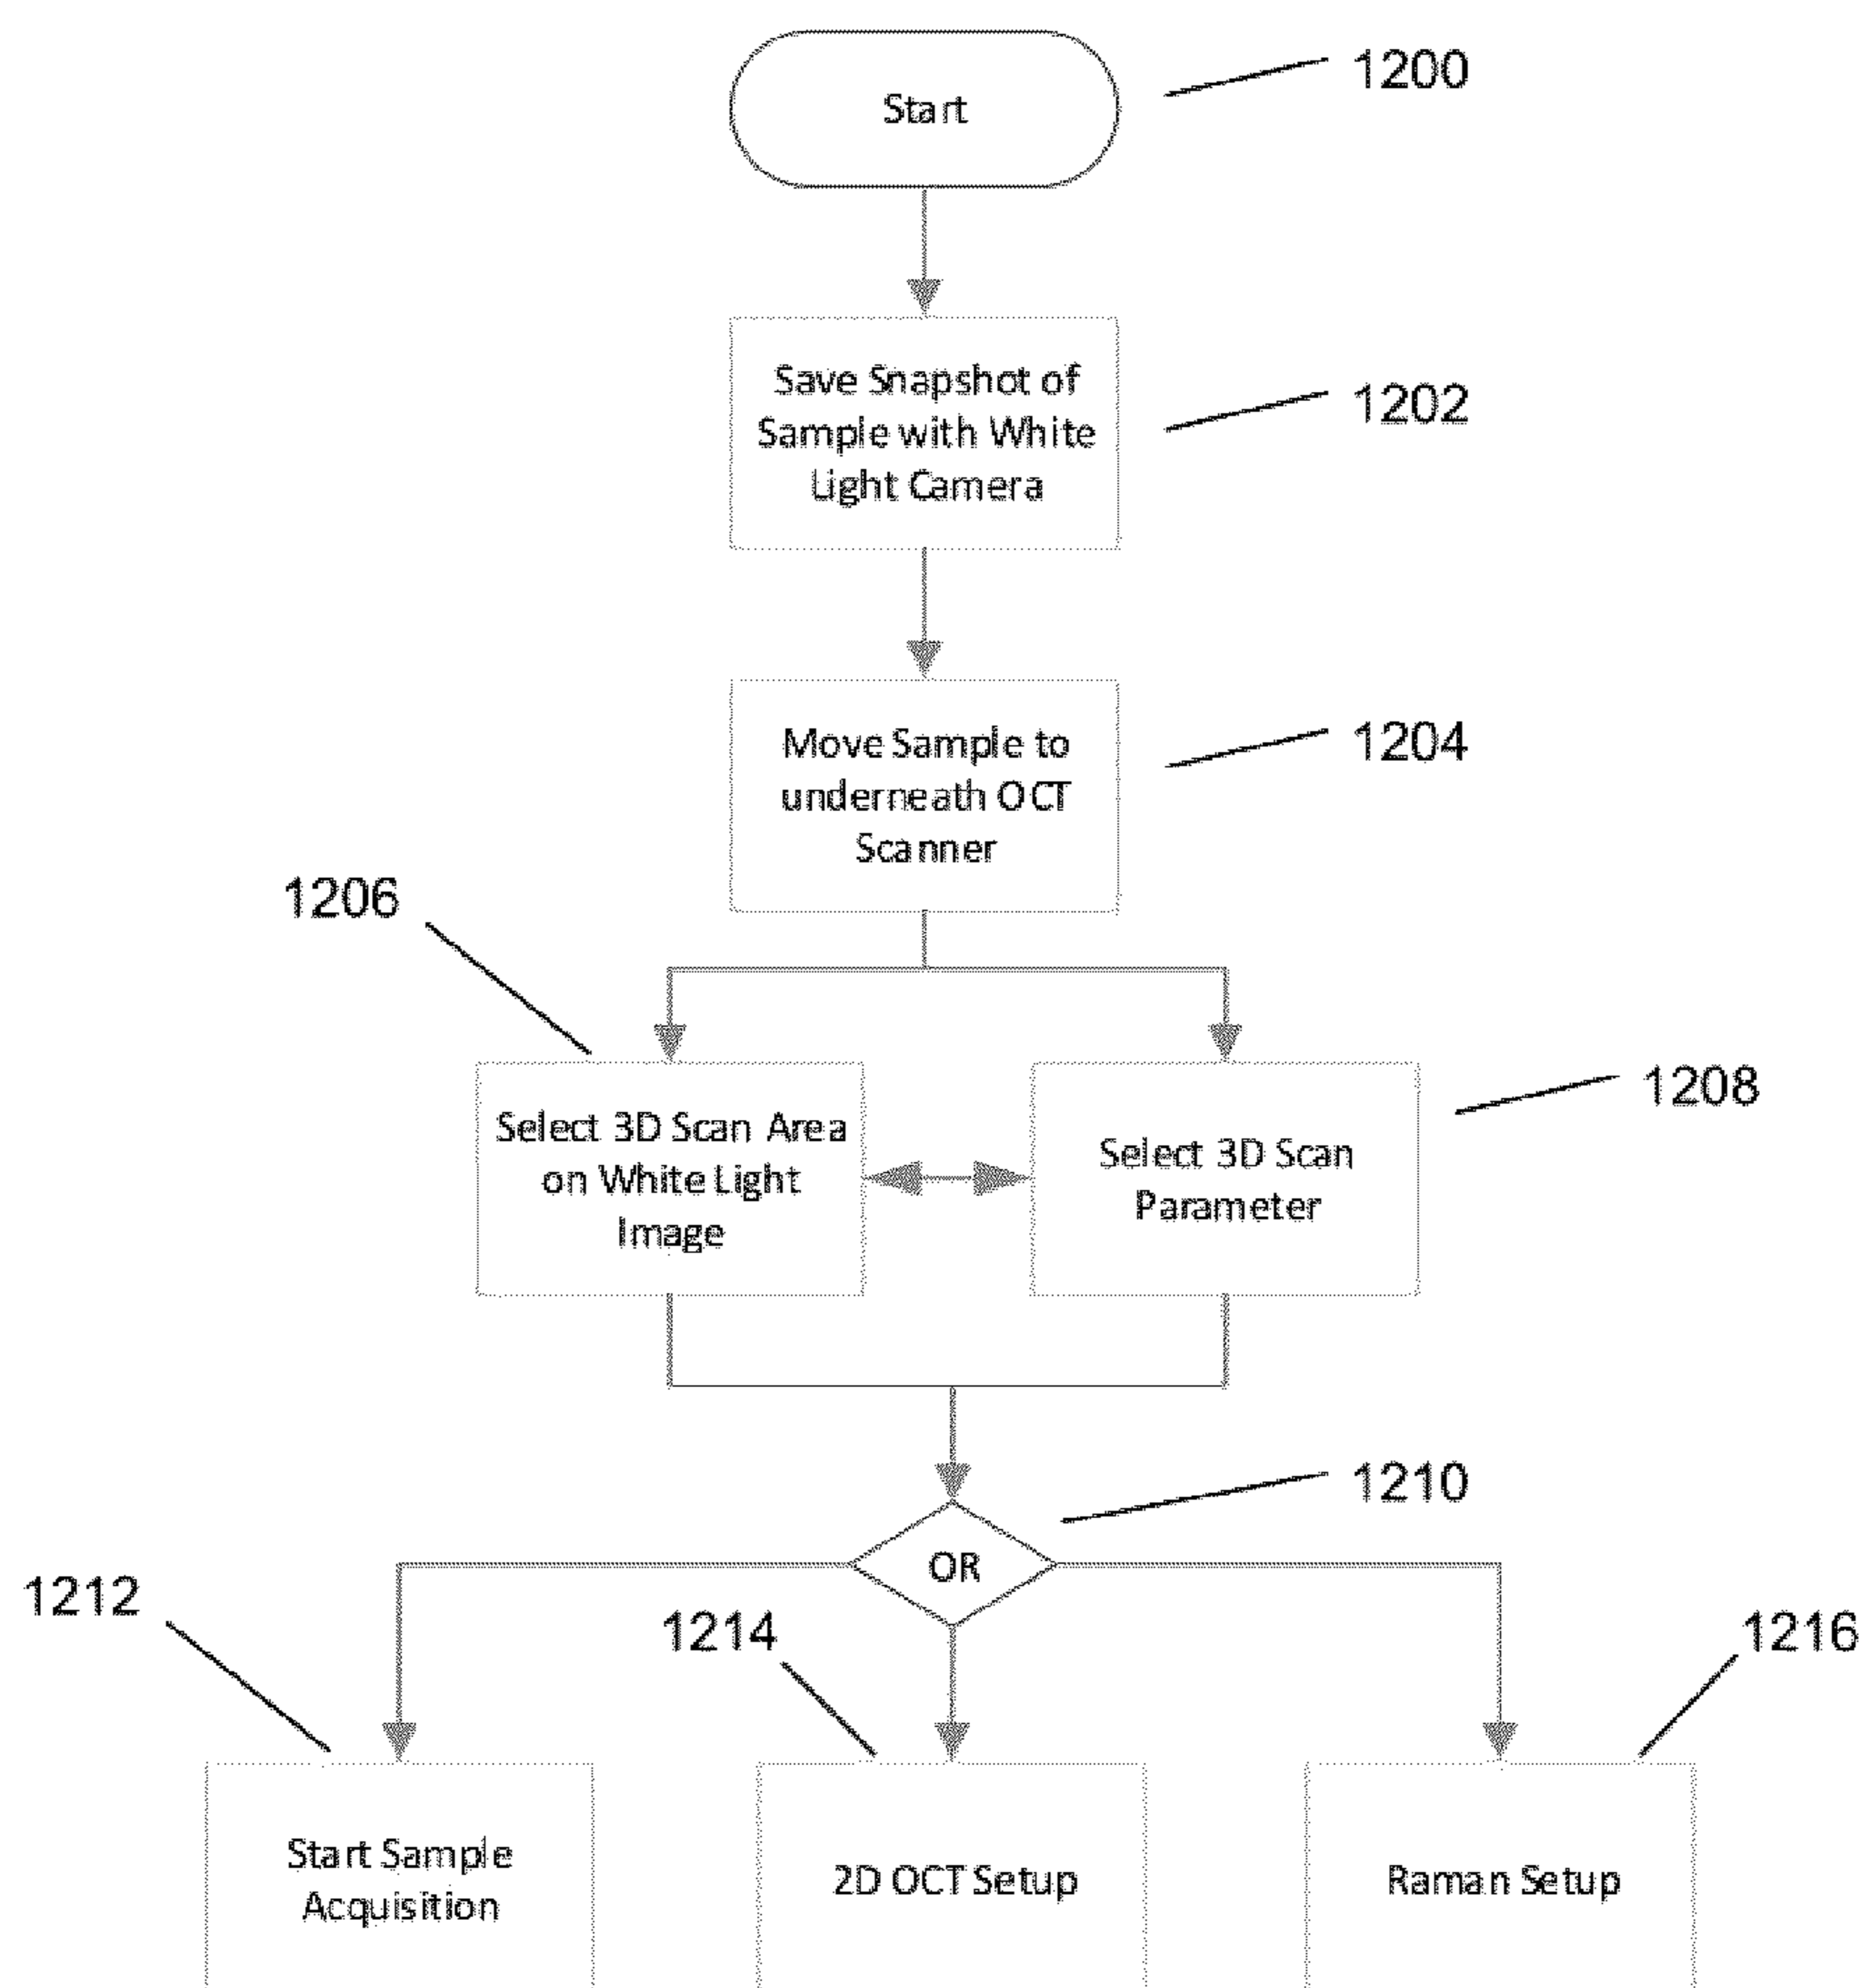 Start
1200
Save Snapshot of
Sample with White
Light Camera
1202
Move Sample to
underneath OCT
Scanner
1204
1206
Select 3D Scan Area
on White Light
Image
Select 3D Scan
Parameter
1208
OR
1210
1212
1214
1216
Start Sample
Acquisition
2D OCT Setup
Raman Setup